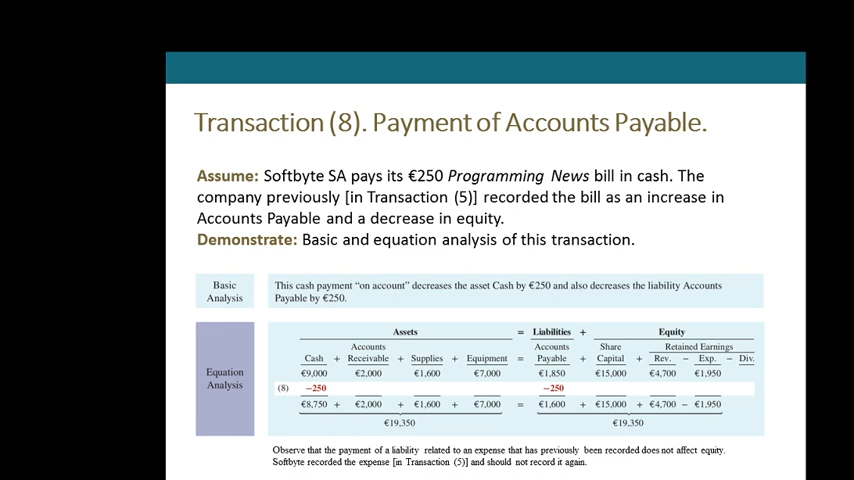 Transaction (8). Payment of Accounts Payable.
Assume: Softbyte SA pays its €250 Programming News bill in cash. The
company previously [in Transaction (5)] recorded the bill as an increase in
Accounts Payable and a decrease in equity.
Demonstrate: Basic and equation analysis of this transaction.
Basic
Analysis
This cash payment “on account” decreases the asset Cash by €250 and also decreases the liability Accounts
Payable by €250.
Equation
Analysis
Assets = Liabilities + Equity
Accounts Accounts Share Retained Earnings
Cash + Receivable + Supplies + Equipment = Payable + Capital + Rev. − Exp. − Div.
€9,000 €2,000 €1,600 €7,000 €1,850 €15,000 €4,700 €1,950
(8) −250 −250
€8,750 + €2,000 + €1,600 + €7,000 = €1,600 + €15,000 + €4,700 − €1,950
€19,350 €19,350
Observe that the payment of a liability related to an expense that has previously been recorded does not affect equity.
Softbyte recorded the expense [in Transaction (5)] and should not record it again.